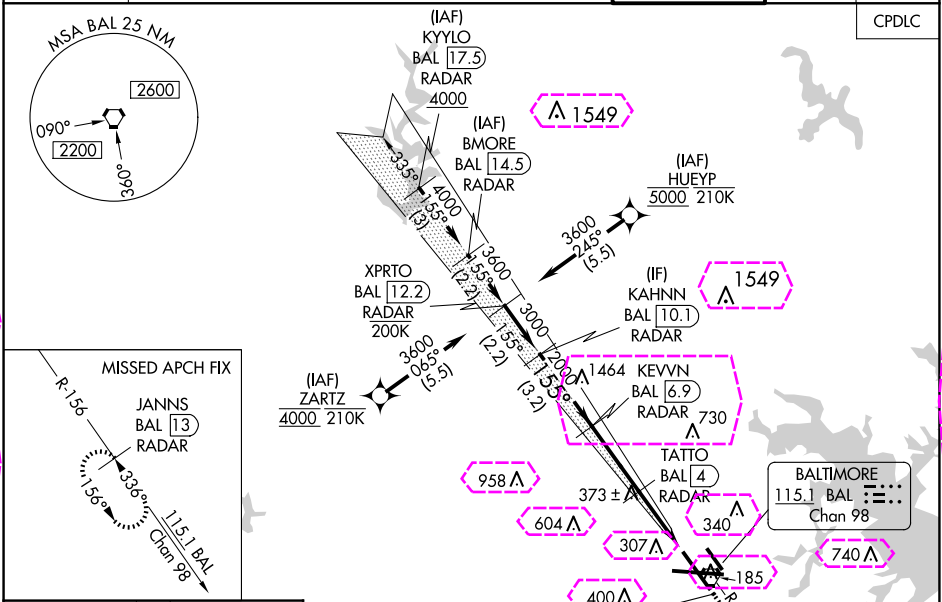 CPDLC
MSA BAL 25 NM
2600
090°
2200
360°
(IAF)
KYYLO
BAL 17.5
RADAR
4000
1549
(IAF)
BMORE
BAL 14.5
RADAR
(IAF)
HUEYP
5000 210K
335°
4000
155°
(3)
3600
245°
(5.5)
3600
155°
(2.2)
XPRTO
BAL 12.2
RADAR
200K
1549
(IF)
KAHNN
BAL 10.1
RADAR
3000
155°
(2.2)
3600
065°
(5.5)
(IAF)
ZARTZ
4000 210K
2000
155°
(3.2)
1464
KEVVN
BAL 6.9
RADAR
730
MISSED APCH FIX
R-156
JANNS
BAL 13
RADAR
336°
156°
115.1 BAL
Chan 98
TATTO
BAL 4
RADAR
958
373 ±
604
340
307
BALTIMORE
115.1 BAL
Chan 98
740
185
400
R